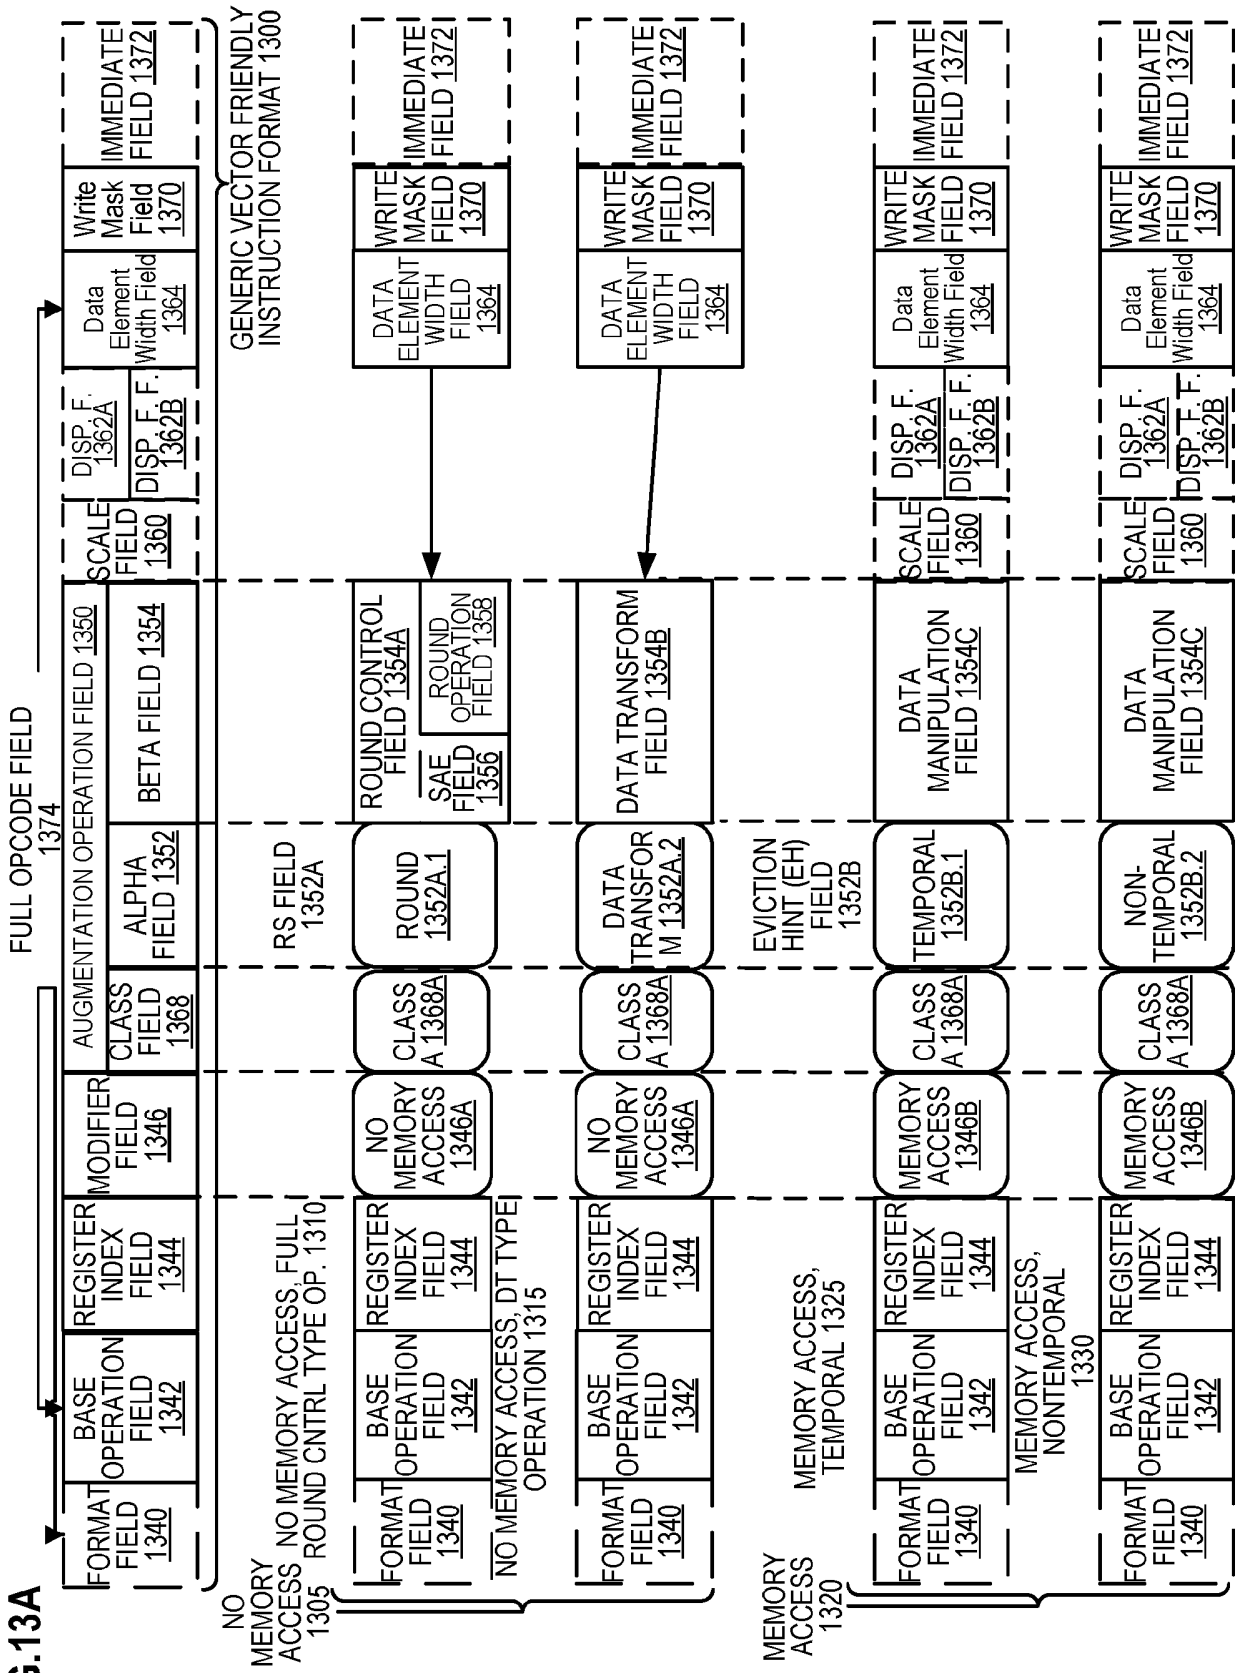 G.13A
FULL OPCODE FIELD
1374
FORMAT
FIELD
1340
BASE
OPERATION
FIELD
1342
REGISTER
INDEX
FIELD
1344
MODIFIER
FIELD
1346
AUGMENTATION OPERATION FIELD 1350
CLASS
FIELD
1368
ALPHA
FIELD 1352
BETA FIELD 1354
SCALE
FIELD
1360
DISP. F.
1362A
DISP. F. F.
1362B
Data
Element
Width Field
1364
Write
Mask
Field
1370
IMMEDIATE
FIELD 1372
GENERIC VECTOR FRIENDLY
INSTRUCTION FORMAT 1300
NO
MEMORY
ACCESS
1305
NO MEMORY ACCESS, FULL
ROUND CNTRL TYPE OP. 1310
RS FIELD
1352A
FORMAT
FIELD
1340
BASE
OPERATION
FIELD
1342
REGISTER
INDEX
FIELD
1344
NO
MEMORY
ACCESS
1346A
CLASS
A 1368A
ROUND
1352A.1
ROUND CONTROL
FIELD 1354A
SAE
FIELD
1356
ROUND
OPERATION
FIELD 1358
DATA
ELEMENT
WIDTH
FIELD
1364
WRITE
MASK
FIELD
1370
IMMEDIATE
FIELD 1372
NO MEMORY ACCESS, DT TYPE
OPERATION 1315
FORMAT
FIELD
1340
BASE
OPERATION
FIELD
1342
REGISTER
INDEX
FIELD
1344
NO
MEMORY
ACCESS
1346A
CLASS
A 1368A
DATA
TRANSFOR
M 1352A.2
DATA TRANSFORM
FIELD 1354B
DATA
ELEMENT
WIDTH
FIELD
1364
WRITE
MASK
FIELD
1370
IMMEDIATE
FIELD 1372
MEMORY
ACCESS
1320
MEMORY ACCESS,
TEMPORAL 1325
EVICTION
HINT (EH)
FIELD
1352B
FORMAT
FIELD
1340
BASE
OPERATION
FIELD
1342
REGISTER
INDEX
FIELD
1344
MEMORY
ACCESS
1346B
CLASS
A 1368A
TEMPORAL
1352B.1
DATA
MANIPULATION
FIELD 1354C
SCALE
FIELD
1360
DISP. F.
1362A
DISP. F. F.
1362B
Data
Element
Width Field
1364
WRITE
MASK
FIELD
1370
IMMEDIATE
FIELD 1372
MEMORY ACCESS,
NONTEMPORAL
1330
FORMAT
FIELD
1340
BASE
OPERATION
FIELD
1342
REGISTER
INDEX
FIELD
1344
MEMORY
ACCESS
1346B
CLASS
A 1368A
NON-
TEMPORAL
1352B.2
DATA
MANIPULATION
FIELD 1354C
SCALE
FIELD
1360
DISP. F.
1362A
DISP. F. F.
1362B
Data
Element
Width Field
1364
WRITE
MASK
FIELD
1370
IMMEDIATE
FIELD 1372